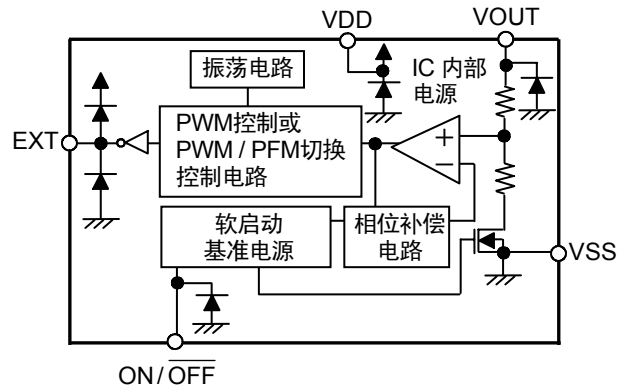 VDD
VOUT
振荡电路
IC 内部
电源
EXT
PWM控制或
PWM / PFM切换
控制电路
+
−
软启动
基准电源
相位补偿
电路
VSS
ON / OFF